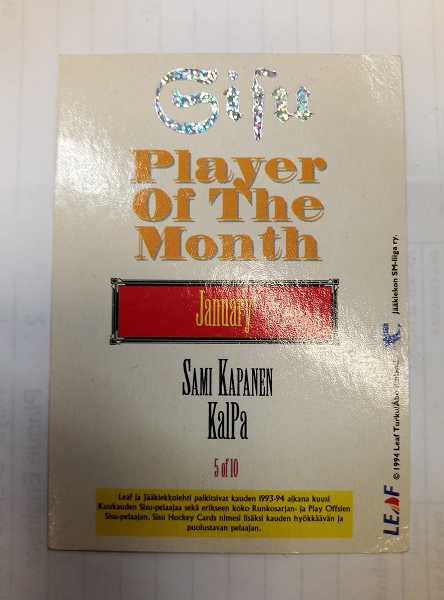 Sisu
Player
Of The
Month
January
SAMI KAPANEN
KalPa
5 of 10
Leaf ja Jääkiekkolehti palkitsivat kauden 1993-94 aikana kuusi
Kuukauden Sisu-pelaajaa sekä erikseen koko Runkosarjan- ja Play Offsien
Sisu-pelaajan. Sisu Hockey Cards nimesi lisäksi kauden hyökkäävän ja
puolustavan pelaajan.
LEAF © 1994 Leaf Turku/Åbo Finland Jääkiekon SM-liiga ry.